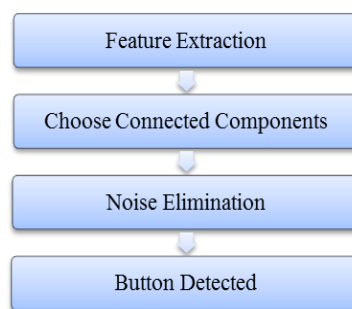 Feature Extraction
Choose Connected Components
Noise Elimination
Button Detected